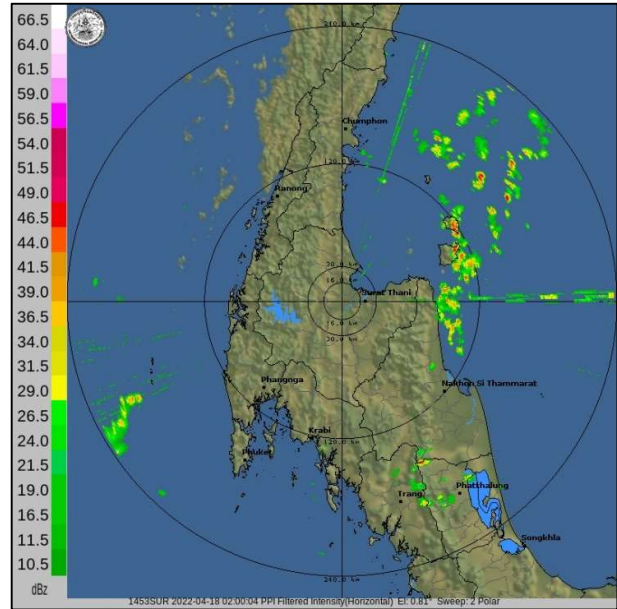 66.5
64.0
61.5
59.0
56.5
54.0
51.5
49.0
46.5
44.0
41.5
39.0
36.5
34.0
31.5
29.0
26.5
24.0
21.5
19.0
16.5
15.5
10.5
dBz
240.0 km
Chumphon
120.0 km
Ranong
30.0 km
Surat Thani
30.0 km
Phangnga
Nakhon Si Thammarat
Krabi
120.0 km
Phuket
Phatthalung
Trang
Songkhla
240.0 km
1453SUR 2022-04-18 02:00:04 PPI Filtered Intensity(Horizontal) El: 0.81° Sweep: 2 Polar